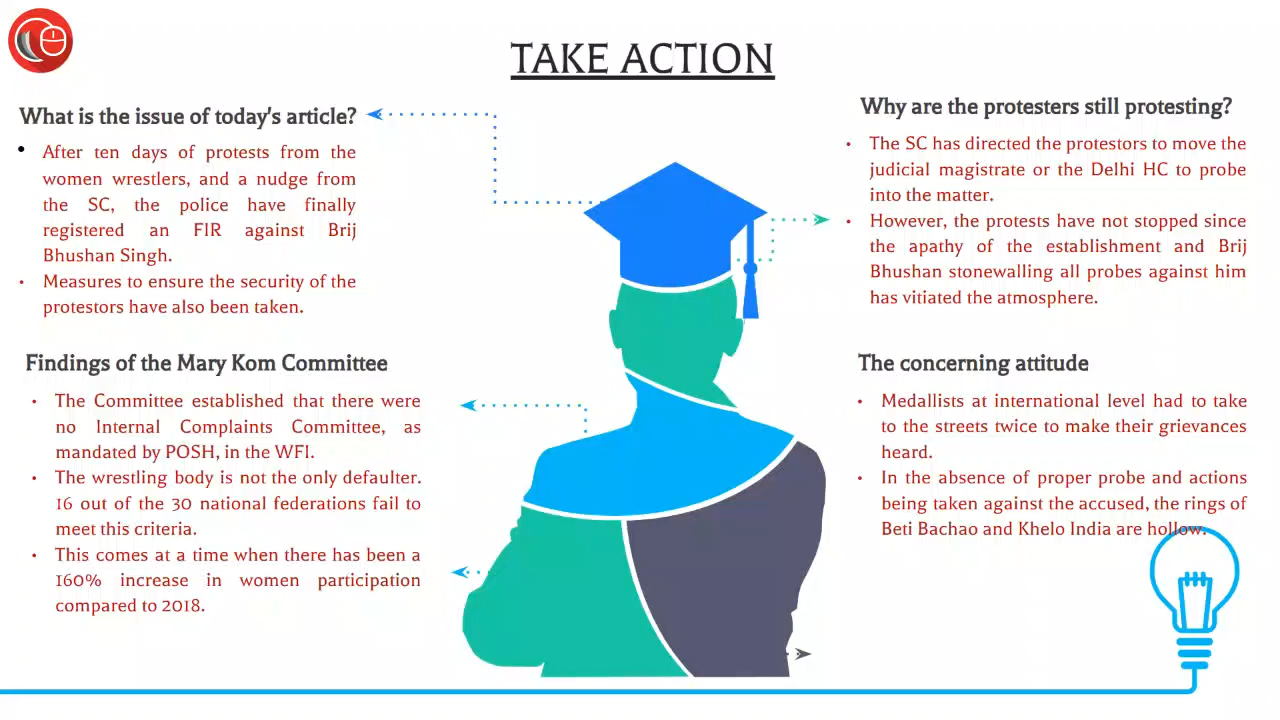 TAKE ACTION
What is the issue of today's article?
• After ten days of protests from the
women wrestlers, and a nudge from
the SC, the police have finally
registered an FIR against Brij
Bhushan Singh.
• Measures to ensure the security of the
protestors have also been taken.
Findings of the Mary Kom Committee
• The Committee established that there were
no Internal Complaints Committee, as
mandated by POSH, in the WFI.
• The wrestling body is not the only defaulter.
16 out of the 30 national federations fail to
meet this criteria.
• This comes at a time when there has been a
160% increase in women participation
compared to 2018.
Why are the protesters still protesting?
• The SC has directed the protestors to move the
judicial magistrate or the Delhi HC to probe
into the matter.
• However, the protests have not stopped since
the apathy of the establishment and Brij
Bhushan stonewalling all probes against him
has vitiated the atmosphere.
The concerning attitude
• Medallists at international level had to take
to the streets twice to make their grievances
heard.
• In the absence of proper probe and actions
being taken against the accused, the rings of
Beti Bachao and Khelo India are hollow.